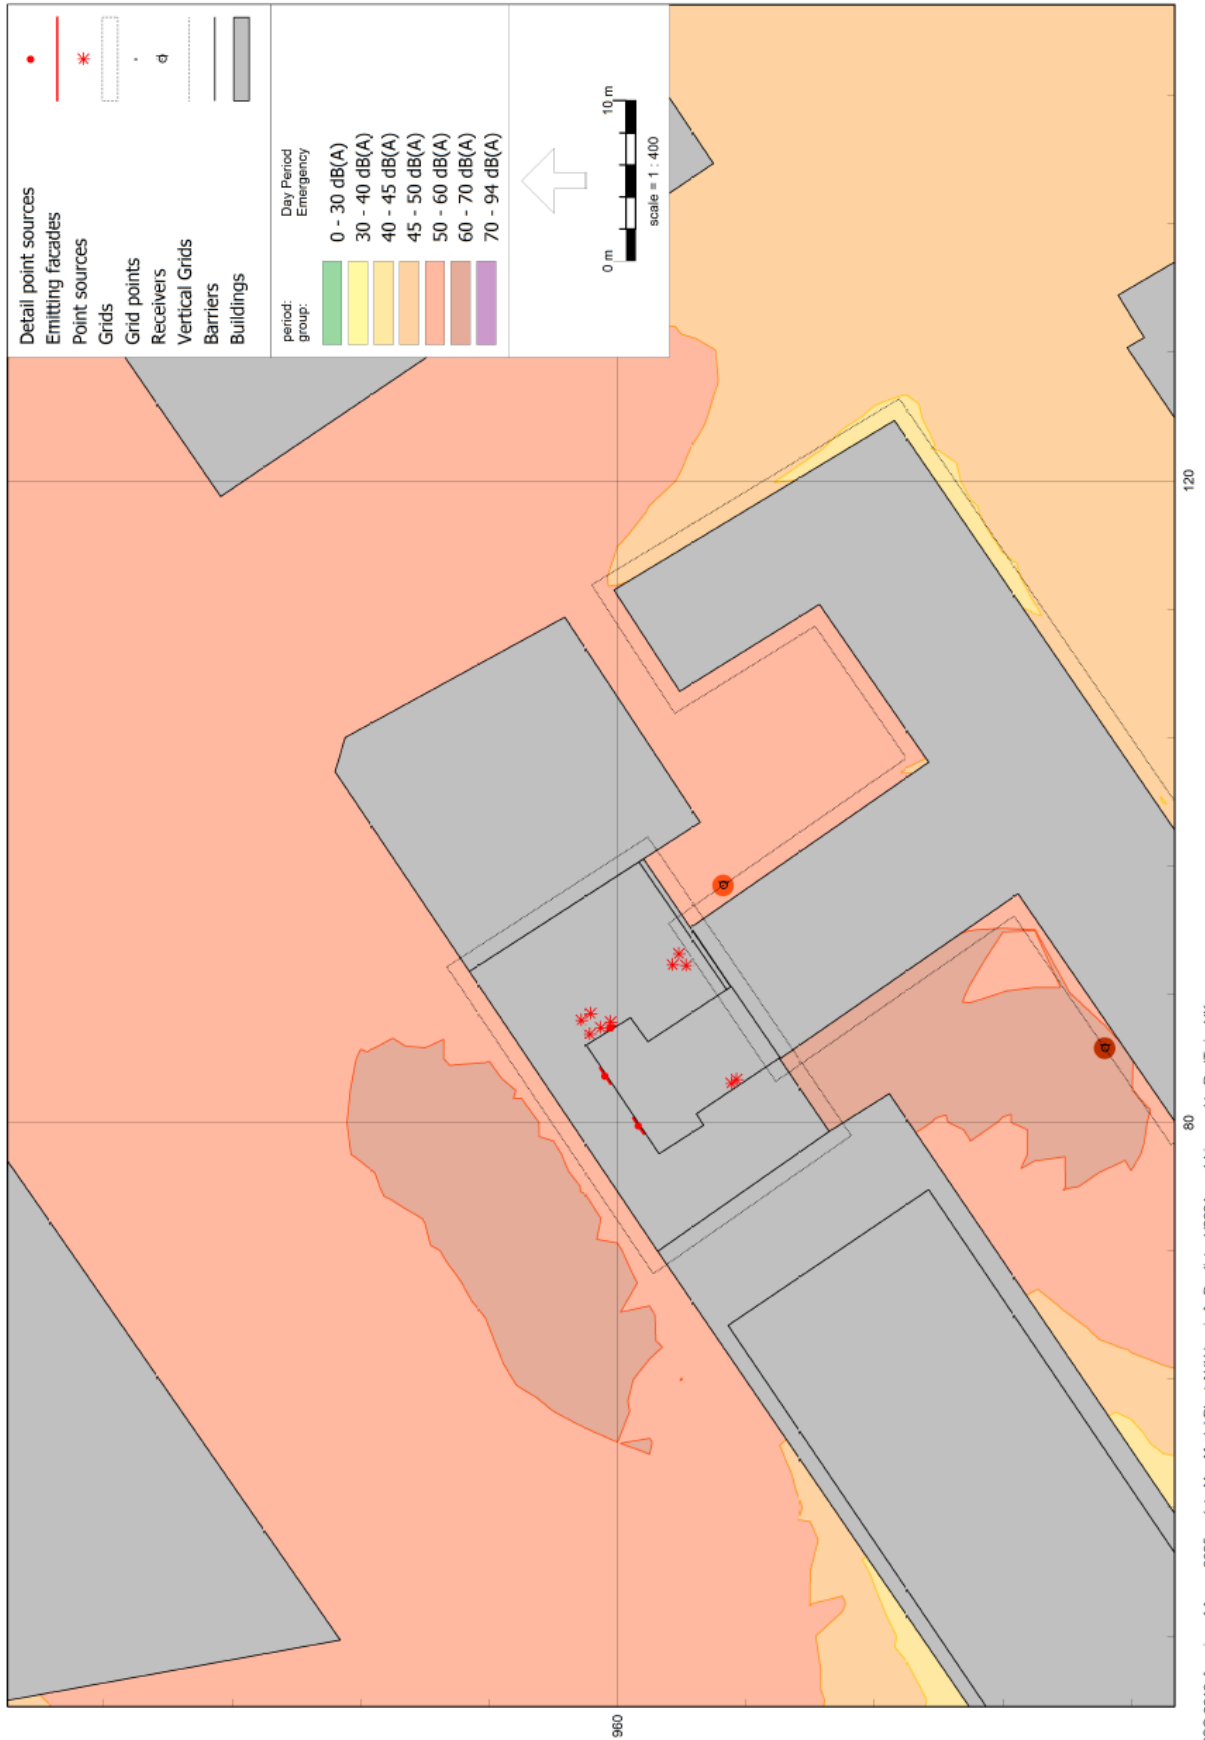 Detail point sources
Emitting facades
Point sources
Grids
Grid points
Receivers
Vertical Grids
Barriers
Buildings
period: Day Period
group: Emergency
0 - 30 dB(A)
30 - 40 dB(A)
40 - 45 dB(A)
45 - 50 dB(A)
50 - 60 dB(A)
60 - 70 dB(A)
70 - 94 dB(A)
0 m 10 m
scale = 1 : 400
960
80 120